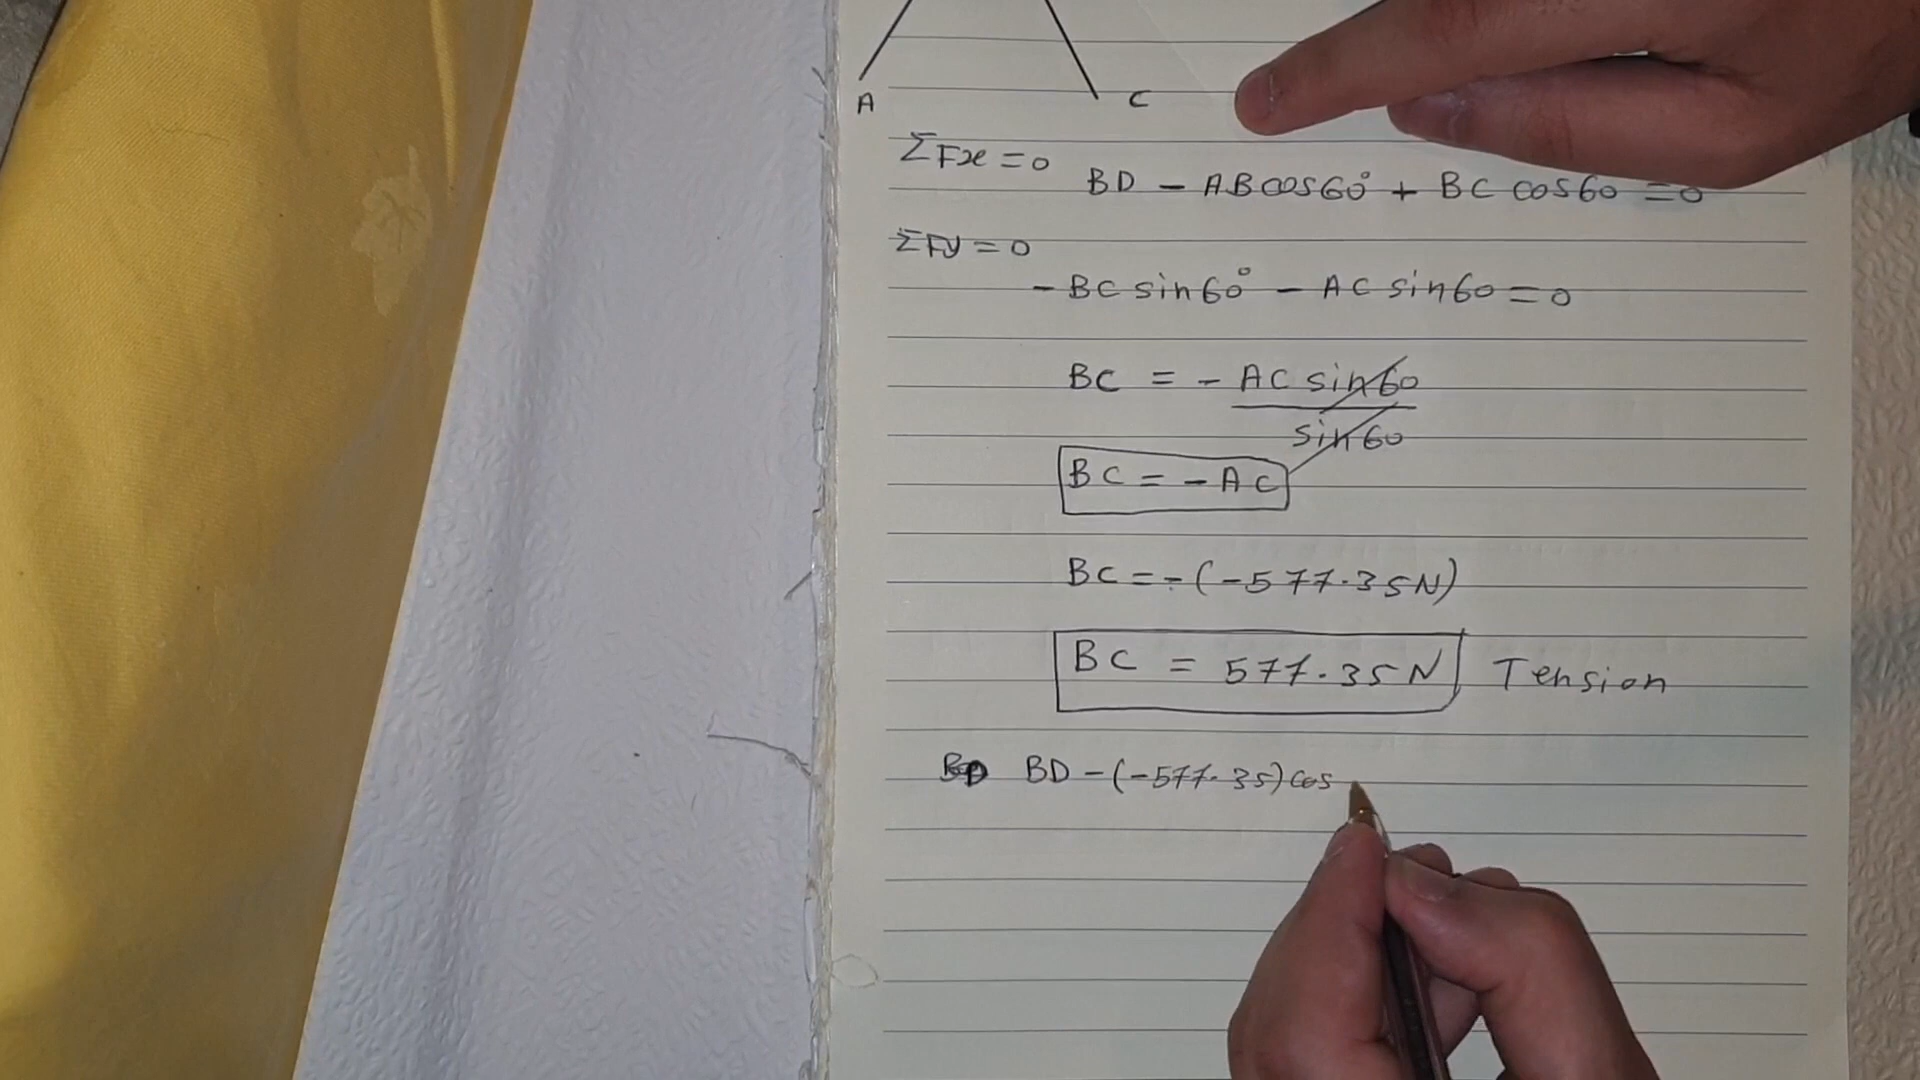 A C
ΣFx = 0
BD - AB cos60° + BC cos60 = 0
ΣFy = 0
- BC sin60° - AC sin60 = 0
BC = - AC sin60
sin60
BC = - AC
BC = - (-577.35N)
BC = 577.35N Tension
BD BD - (-577.35) cos